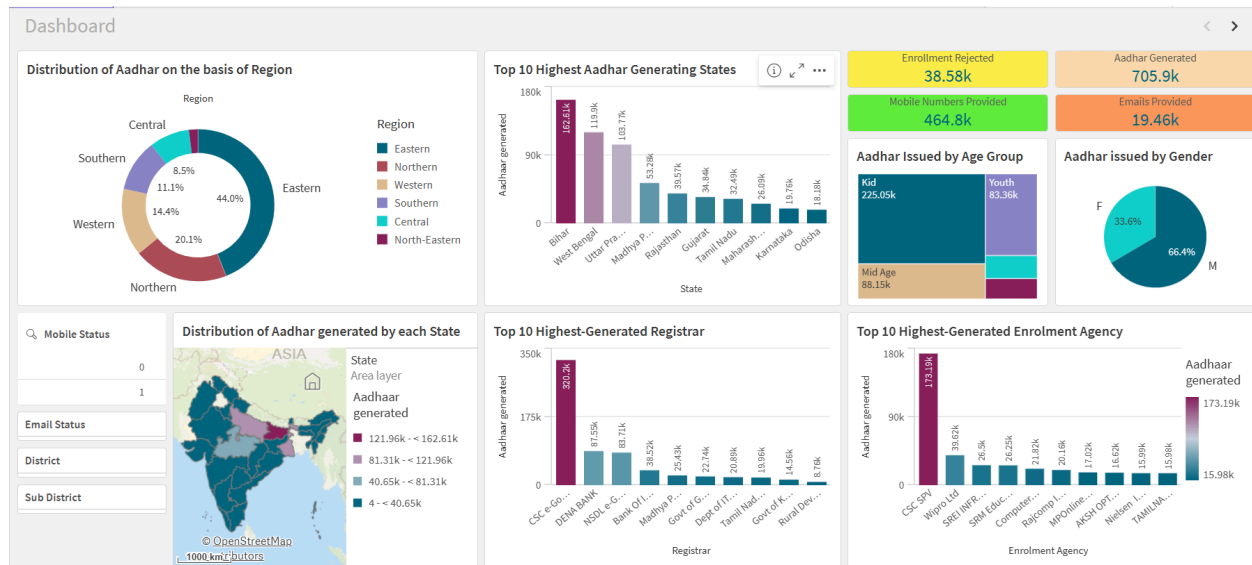 Dashboard
Distribution of Aadhar on the basis of Region
Region
Central
Southern
Western
Northern
Eastern
8.5%
11.1%
14.4%
20.1%
44.0%
Region
Eastern
Northern
Western
Southern
Central
North-Eastern
Top 10 Highest Aadhar Generating States
Aadhaar generated
180k
90k
0
162.61k
119.9k
103.77k
53.28k
39.57k
34.84k
32.49k
26.09k
19.76k
18.18k
Bihar
West Bengal
Uttar Pra...
Madhya P...
Rajasthan
Gujarat
Tamil Nadu
Maharash...
Karnataka
Odisha
State
Enrollment Rejected
38.58k
Aadhar Generated
705.9k
Mobile Numbers Provided
464.8k
Emails Provided
19.46k
Aadhar Issued by Age Group
Kid
225.05k
Youth
83.36k
Mid Age
88.15k
Aadhar issued by Gender
F
33.6%
66.4%
M
Mobile Status
0
1
Email Status
District
Sub District
Distribution of Aadhar generated by each State
ASIA
© OpenStreetMap
1000 km
tributors
State
Area layer
Aadhaar
generated
121.96k - < 162.61k
81.31k - < 121.96k
40.65k - < 81.31k
4 - < 40.65k
Top 10 Highest-Generated Registrar
Aadhaar generated
350k
175k
0
320.2k
87.55k
83.71k
38.52k
25.43k
22.74k
20.89k
19.96k
14.56k
8.76k
CSC e-Go...
DENA BANK
NSDL e-G...
Bank Of I...
Madhya P...
Govt of G...
Dept of IT...
Tamil Nad...
Govt of K...
Rural Dev...
Registrar
Top 10 Highest-Generated Enrolment Agency
Aadhaar generated
180k
90k
0
173.19k
39.62k
26.5k
26.25k
21.82k
20.16k
17.02k
16.62k
15.99k
15.98k
CSC SPV
Wipro Ltd
SREI INFR...
SRM Educ...
Computer...
Rajcomp I...
MPOnline...
AKSH OPT...
Nielsen I...
TAMILNA...
Enrolment Agency
Aadhaar
generated
173.19k
15.98k